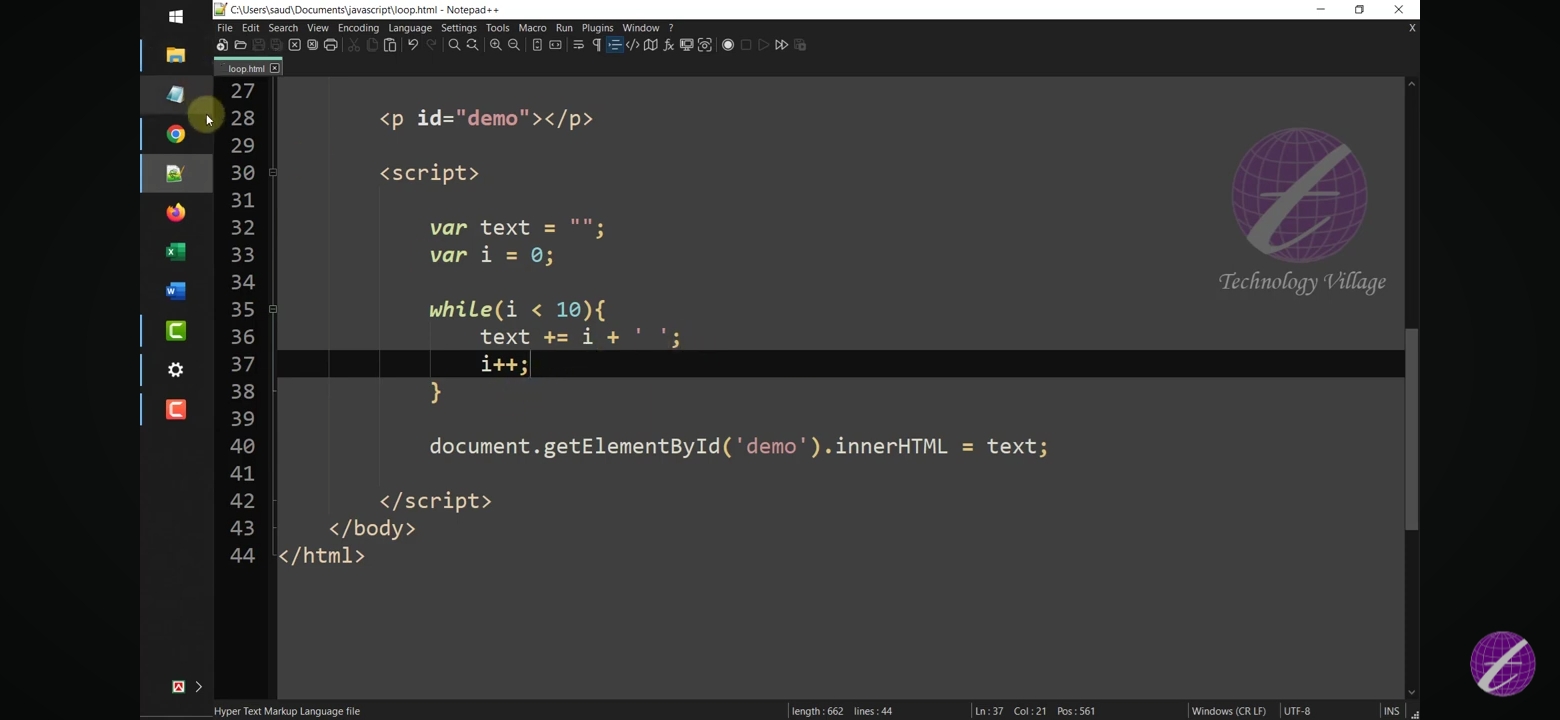 C:\Users\saud\Documents\javascript\loop.html - Notepad++
File Edit Search View Encoding Language Settings Tools Macro Run Plugins Window ? X
loop.html
27
28 <p id="demo"></p>
29
30 <script>
31
32 var text = "";
33 var i = 0;
34
35 while(i < 10){
36 text += i + ' ';
37 i++;
38 }
39
40 document.getElementById('demo').innerHTML = text;
41
42 </script>
43 </body>
44 </html>
Technology Village
Hyper Text Markup Language file length : 662 lines : 44 Ln : 37 Col : 21 Pos : 561 Windows (CR LF) UTF-8 INS